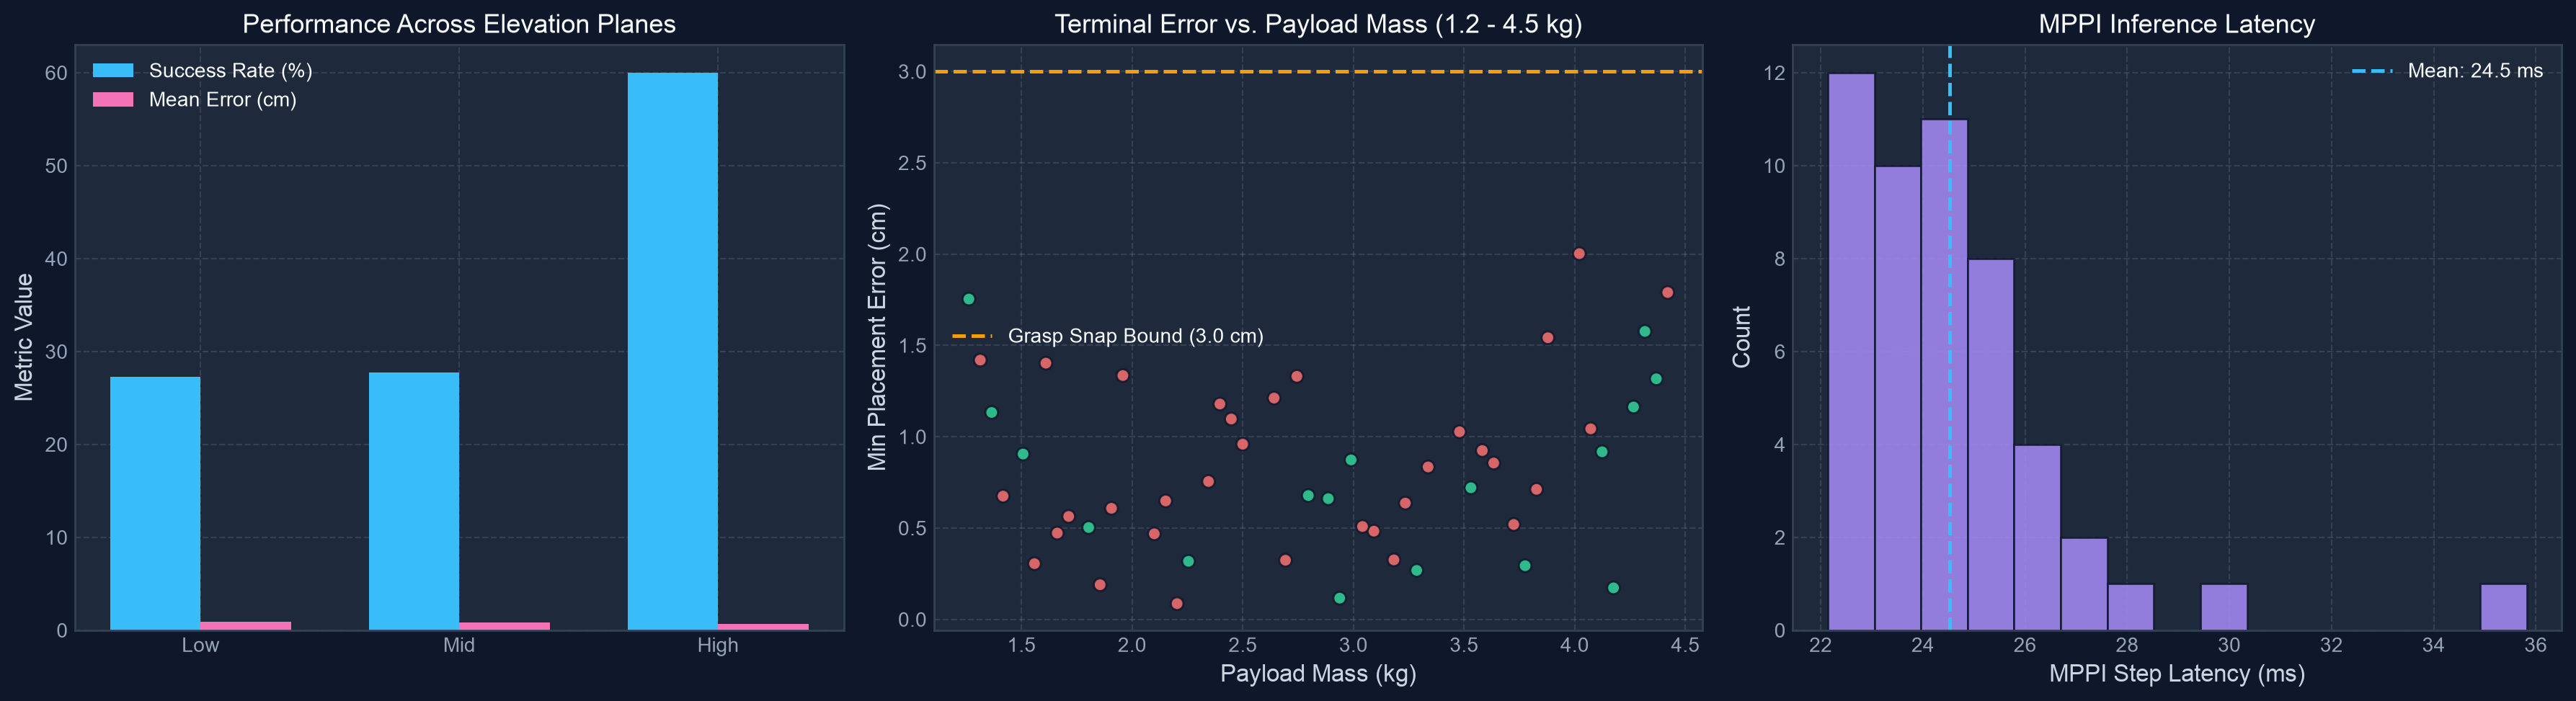 Performance Across Elevation Planes
Success Rate (%)
Mean Error (cm)
Metric Value
60
50
40
30
20
10
0
Low
Mid
High
Terminal Error vs. Payload Mass (1.2 - 4.5 kg)
Grasp Snap Bound (3.0 cm)
Min Placement Error (cm)
3.0
2.5
2.0
1.5
1.0
0.5
0.0
1.5
2.0
2.5
3.0
3.5
4.0
4.5
Payload Mass (kg)
MPPI Inference Latency
Mean: 24.5 ms
Count
12
10
8
6
4
2
0
22
24
26
28
30
32
34
36
MPPI Step Latency (ms)